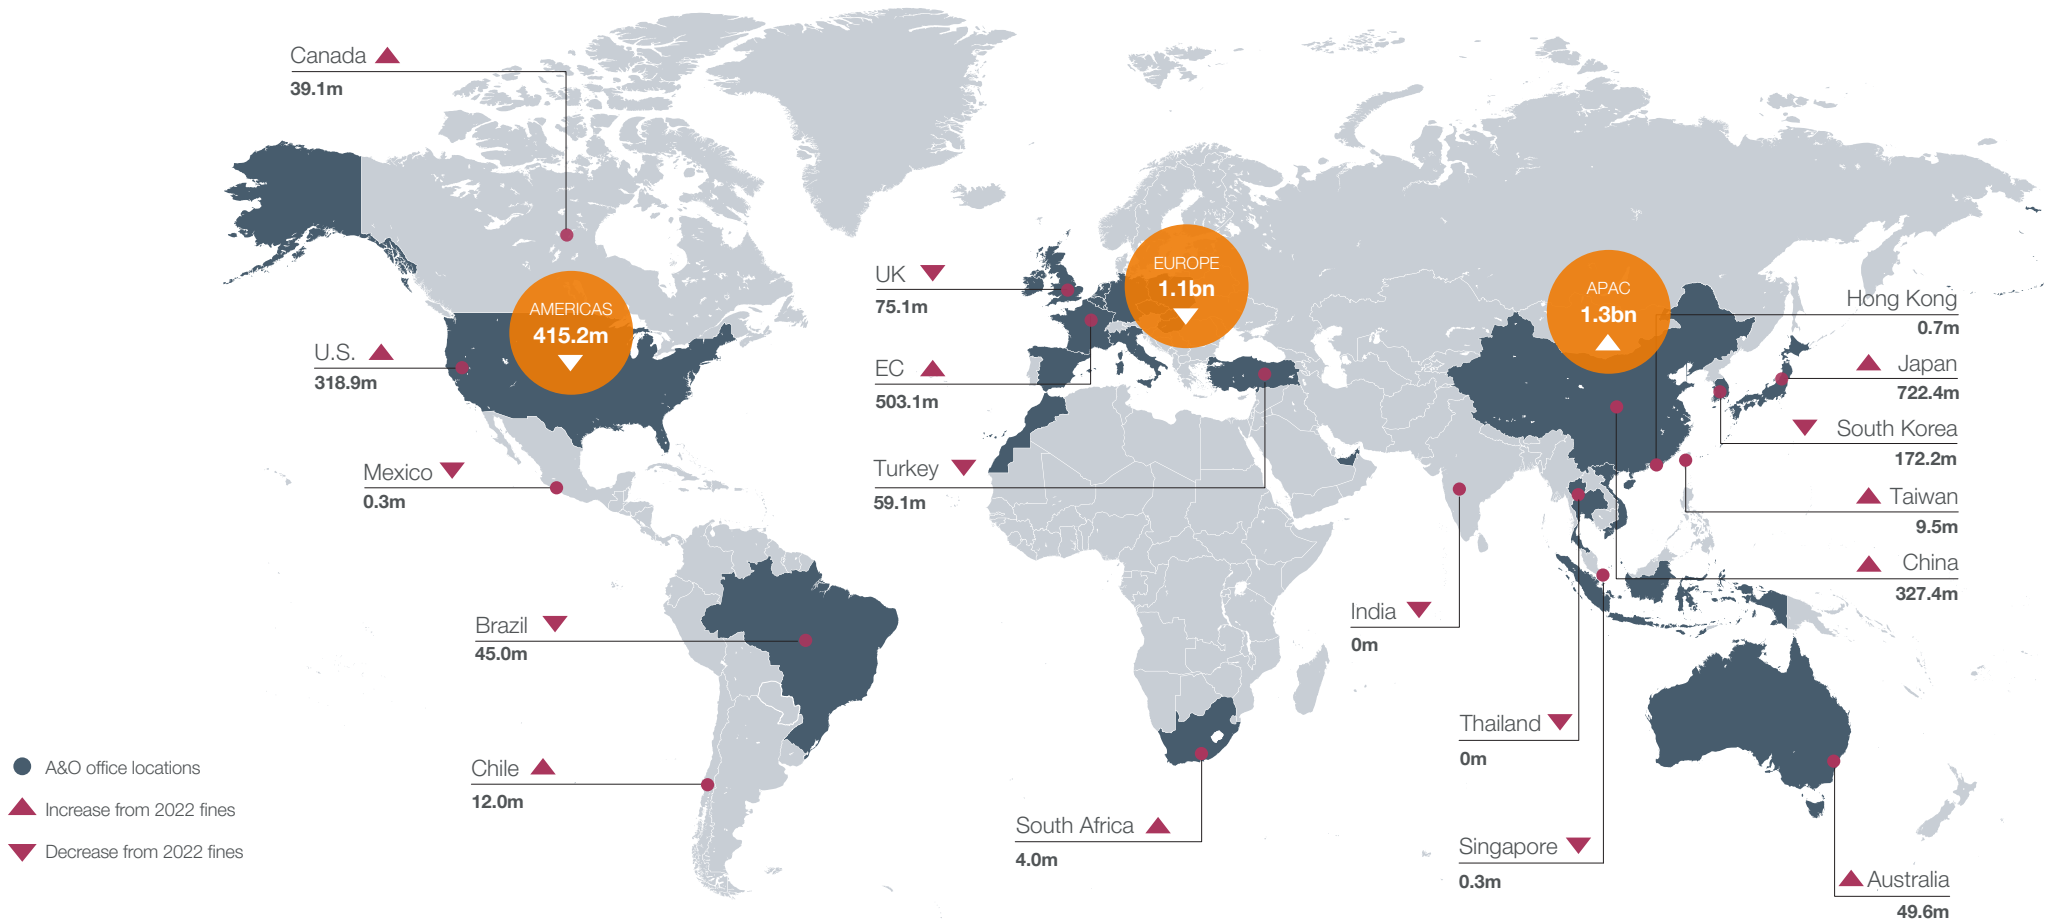 Canada
39.1m
AMERICAS
415.2m
U.S.
318.9m
Mexico
0.3m
Brazil
45.0m
Chile
12.0m
UK
75.1m
EUROPE
1.1bn
EC
503.1m
Turkey
59.1m
South Africa
4.0m
APAC
1.3bn
Hong Kong
0.7m
Japan
722.4m
South Korea
172.2m
Taiwan
9.5m
China
327.4m
India
0m
Thailand
0m
Singapore
0.3m
Australia
49.6m
A&O office locations
Increase from 2022 fines
Decrease from 2022 fines